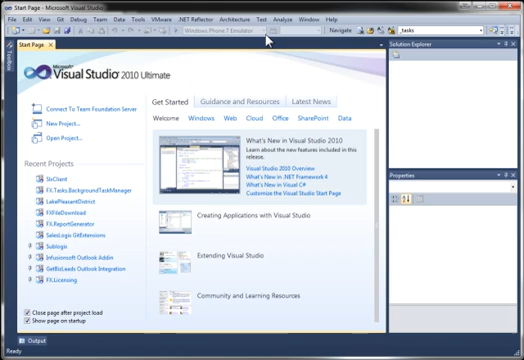 Start Page - Microsoft Visual Studio
File Edit View Git Debug Team Data Tools VMware .NET Reflector Architecture Test Analyze Window Help
Windows Phone 7 Emulator Navigate _tasks
Toolbox
Start Page
Solution Explorer
Microsoft
Visual Studio 2010 Ultimate
Connect To Team Foundation Server
New Project...
Open Project...
Recent Projects
SlxClient
FX.Tasks.BackgroundTaskManager
LakePleasantDistrict
FXFileDownload
FX.ReportGenerator
SalesLogix GitExtensions
Sublogix
Infusionsoft Outlook Addin
GetBizLeads Outlook Integration
FX.Licensing
Close page after project load
Show page on startup
Get Started Guidance and Resources Latest News
Welcome Windows Web Cloud Office SharePoint Data
What's New in Visual Studio 2010
Learn about the new features included in this
release.
Visual Studio 2010 Overview
What's New in .NET Framework 4
What's New in Visual C#
Customize the Visual Studio Start Page
Creating Applications with Visual Studio
Extending Visual Studio
Community and Learning Resources
Properties
Output
Ready